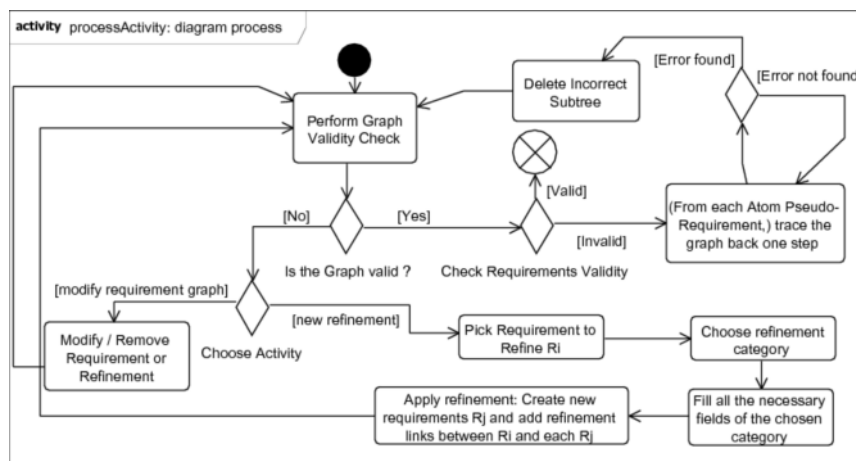 activity processActivity: diagram process
[Error found]
[Error not found]
Delete Incorrect
Subtree
Perform Graph
Validity Check
[Valid]
(From each Atom Pseudo-
Requirement,) trace the
graph back one step
[No]
[Yes]
[Invalid]
Is the Graph valid ?
Check Requirements Validity
[modify requirement graph]
[new refinement]
Choose Activity
Modify / Remove
Requirement or
Refinement
Pick Requirement to
Refine Ri
Choose refinement
category
Apply refinement: Create new
requirements Rj and add refinement
links between Ri and each Rj
Fill all the necessary
fields of the chosen
category